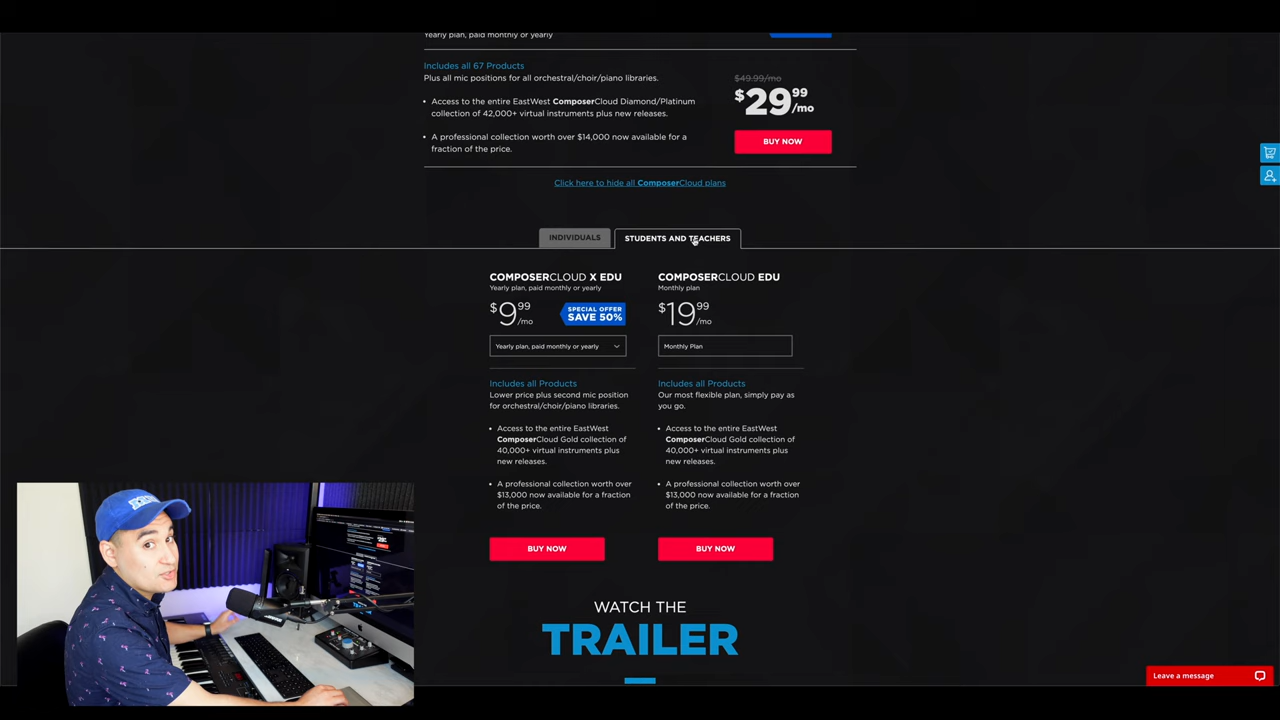 Yearly plan, paid monthly or yearly
Includes all 67 Products
Plus all mic positions for all orchestral/choir/piano libraries.
• Access to the entire EastWest ComposerCloud Diamond/Platinum
collection of 42,000+ virtual instruments plus new releases.
• A professional collection worth over $14,000 now available for a
fraction of the price.
$49.99/mo
$29.99/mo
BUY NOW
Click here to hide all ComposerCloud plans
INDIVIDUALS
STUDENTS AND TEACHERS
COMPOSERCLOUD X EDU
Yearly plan, paid monthly or yearly
$9.99/mo
SPECIAL OFFER
SAVE 50%
Yearly plan, paid monthly or yearly
Includes all Products
Lower price plus second mic position
for orchestral/choir/piano libraries.
• Access to the entire EastWest
ComposerCloud Gold collection of
40,000+ virtual instruments plus
new releases.
• A professional collection worth over
$13,000 now available for a fraction
of the price.
BUY NOW
COMPOSERCLOUD EDU
Monthly plan
$19.99/mo
Monthly Plan
Includes all Products
Our most flexible plan, simply pay as
you go.
• Access to the entire EastWest
ComposerCloud Gold collection of
40,000+ virtual instruments plus
new releases.
• A professional collection worth over
$13,000 now available for a fraction
of the price.
BUY NOW
WATCH THE
TRAILER
Leave a message